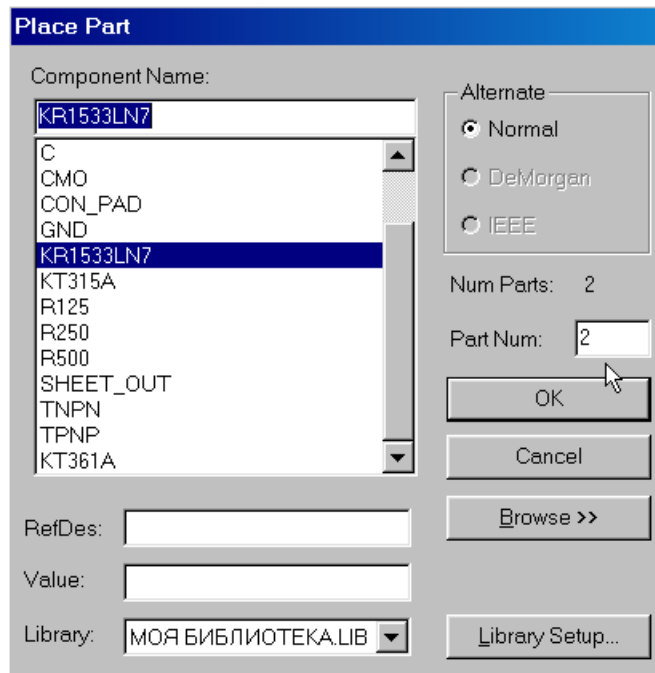 Place Part
Component Name:
KR1533LN7
C
CMO
CON_PAD
GND
KR1533LN7
KT315A
R125
R250
R500
SHEET_OUT
TNPN
TPNP
KT361A
Alternate
Normal
DeMorgan
IEEE
Num Parts: 2
Part Num: 2
OK
Cancel
Browse >>
RefDes:
Value:
Library: МОЯ БИБЛИОТЕКА.LIB
Library Setup...